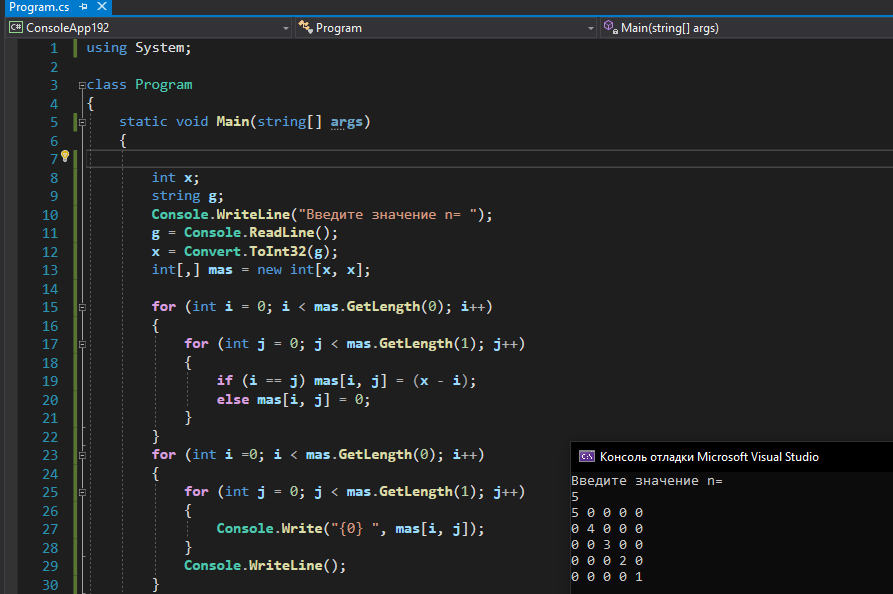 Program.cs
C# ConsoleApp192
Program
Main(string[] args)
1 using System;
2
3 class Program
4 {
5 static void Main(string[] args)
6 {
7
8 int x;
9 string g;
10 Console.WriteLine("Введите значение n= ");
11 g = Console.ReadLine();
12 x = Convert.ToInt32(g);
13 int[,] mas = new int[x, x];
14
15 for (int i = 0; i < mas.GetLength(0); i++)
16 {
17 for (int j = 0; j < mas.GetLength(1); j++)
18 {
19 if (i == j) mas[i, j] = (x - i);
20 else mas[i, j] = 0;
21 }
22 }
23 for (int i =0; i < mas.GetLength(0); i++)
24 {
25 for (int j = 0; j < mas.GetLength(1); j++)
26 {
27 Console.Write("{0} ", mas[i, j]);
28 }
29 Console.WriteLine();
30 }
C:\ Консоль отладки Microsoft Visual Studio
Введите значение n=
5
5 0 0 0 0
0 4 0 0 0
0 0 3 0 0
0 0 0 2 0
0 0 0 0 1